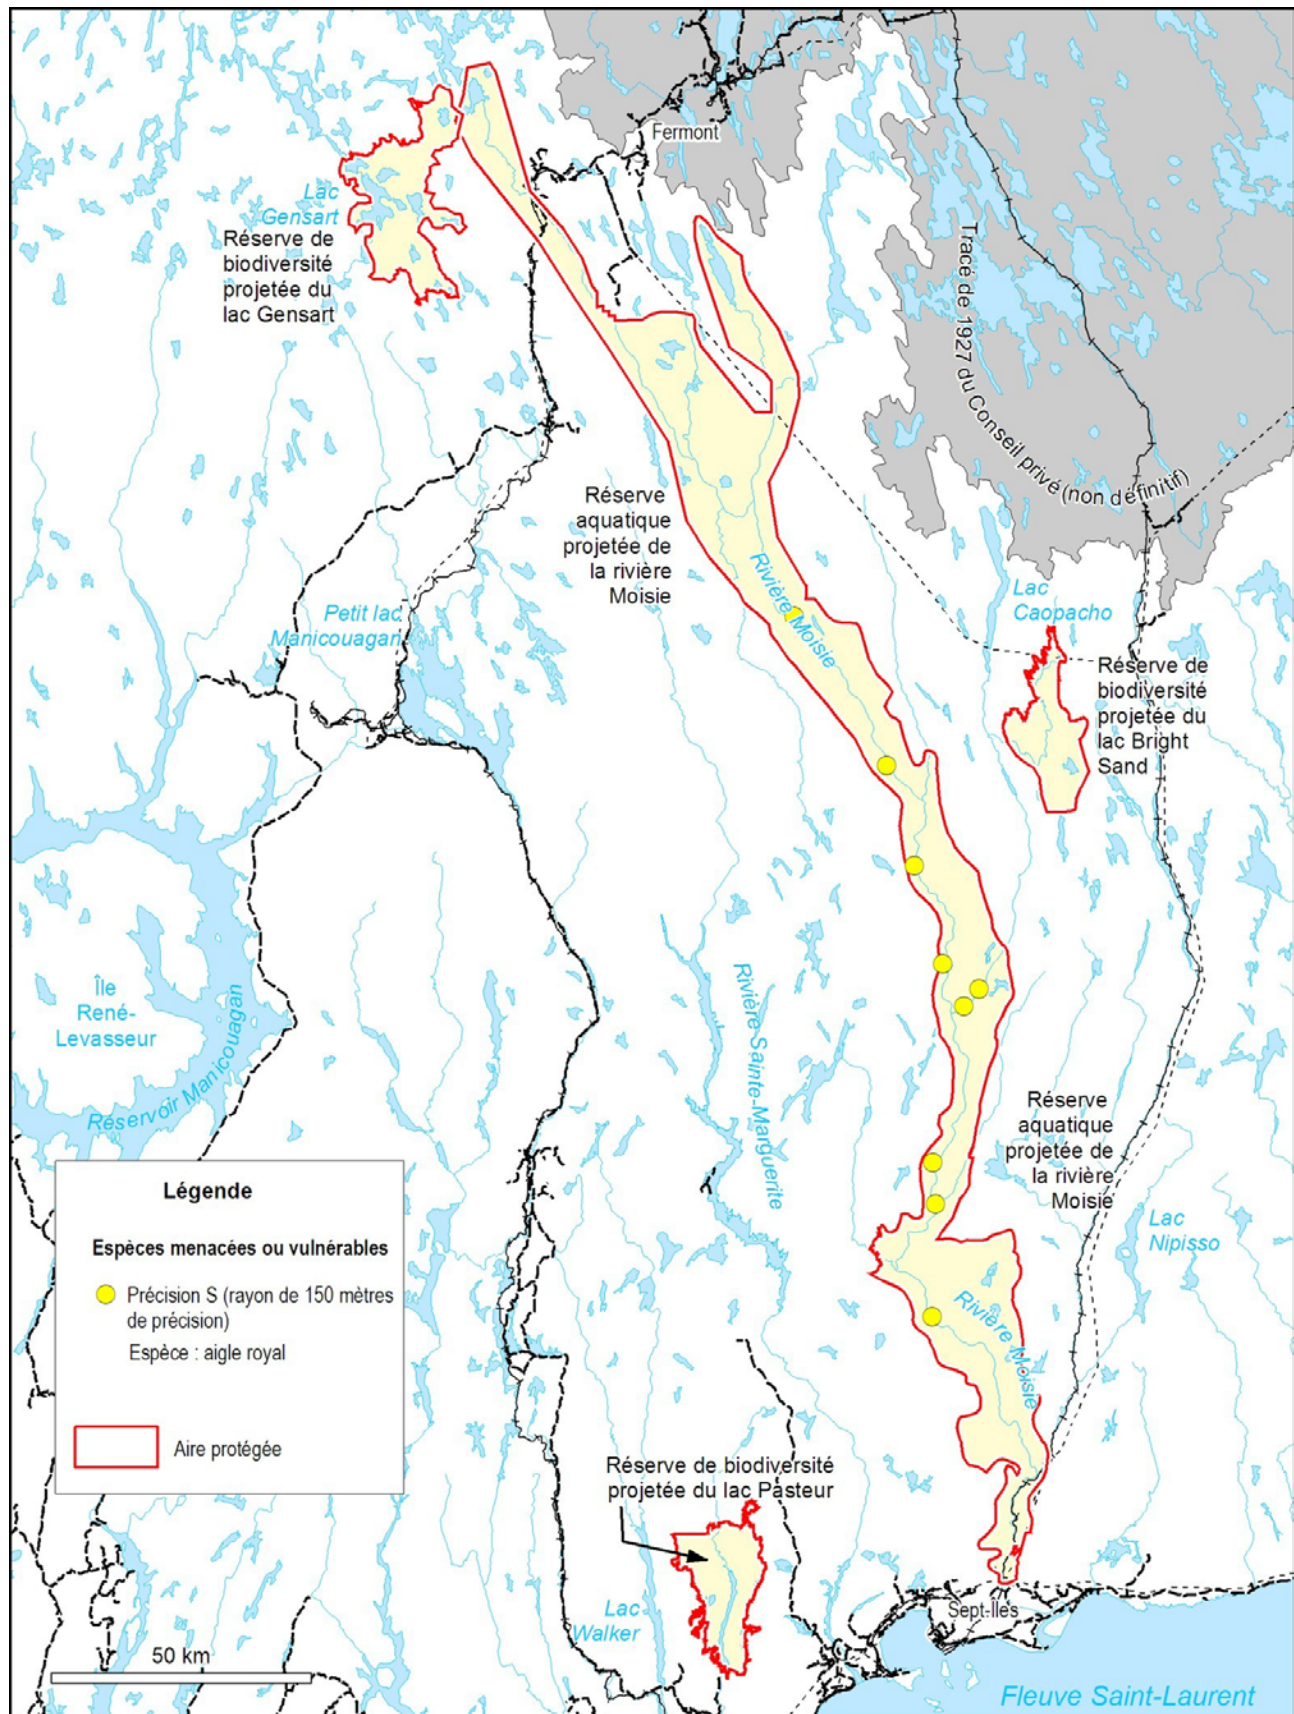 Fermont
Lac
Gensart
Réserve de
biodiversité
projetée du
lac Gensart
Tracé de 1927 du Conseil privé (non définitif)
Réserve
aquatique
projetée de
la rivière
Moisie
Rivière Moisie
Lac
Caopacho
Petit lac
Manicouagan
Réserve de
biodiversité
projetée du
lac Bright
Sand
Île
René-
Levasseur
Réservoir Manicouagan
Rivière Sainte-Marguerite
Réserve
aquatique
projetée de
la rivière
Moisie
Lac
Nipisso
Légende
Espèces menacées ou vulnérables
Précision S (rayon de 150 mètres
de précision)
Espèce : aigle royal
Aire protégée
Rivière Moisie
Réserve de biodiversité
projetée du lac Pasteur
Lac
Walker
Sept-Îles
50 km
Fleuve Saint-Laurent